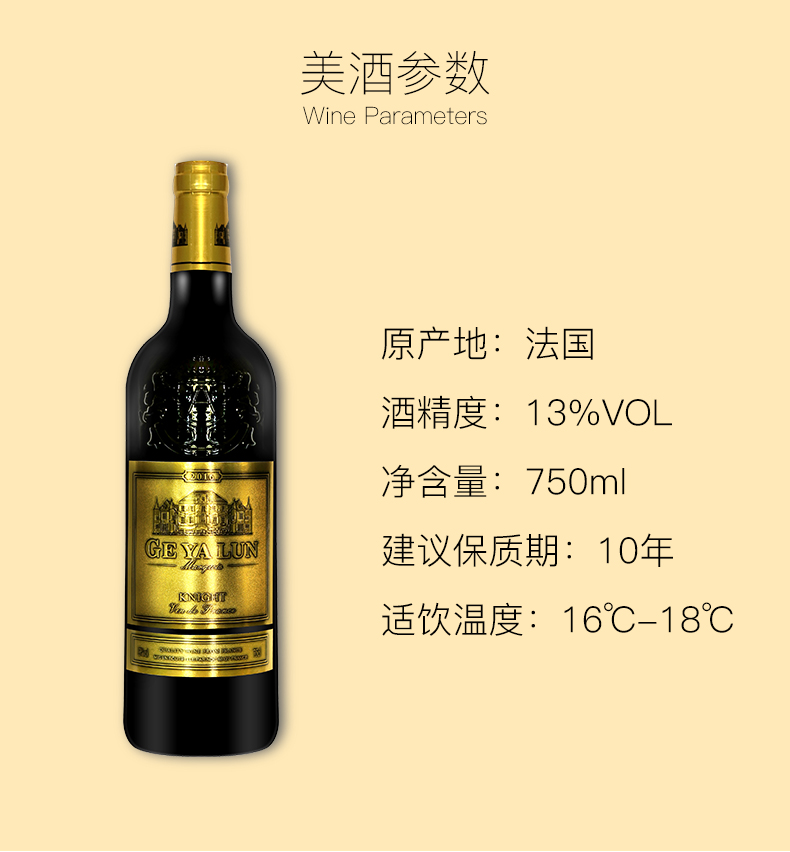 美酒参数
Wine Parameters
2016
GE YA LUN
Marquis
KNIGHT
原产地：法国
酒精度：13%VOL
净含量：750ml
建议保质期：10年
适饮温度：16℃-18℃